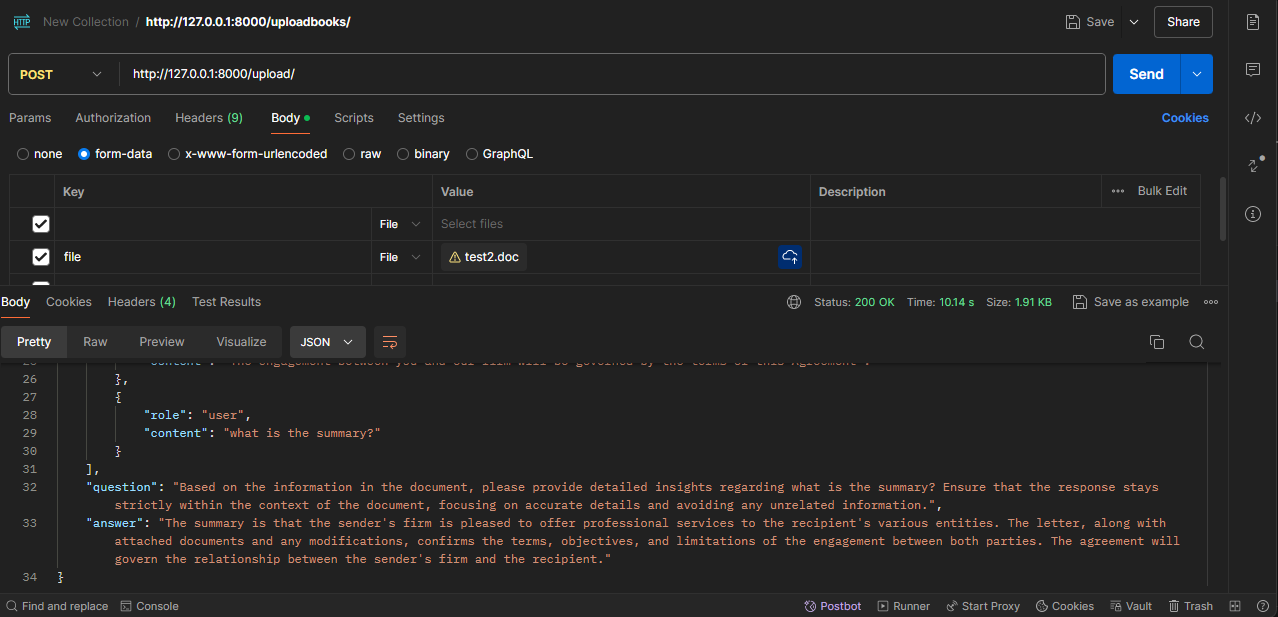 HTTP New Collection / http://127.0.0.1:8000/uploadbooks/ Save Share
POST http://127.0.0.1:8000/upload/ Send
Params Authorization Headers (9) Body Scripts Settings Cookies
none form-data x-www-form-urlencoded raw binary GraphQL
Key Value Description Bulk Edit
File Select files
file File test2.doc
Body Cookies Headers (4) Test Results Status: 200 OK Time: 10.14 s Size: 1.91 KB Save as example
Pretty Raw Preview Visualize JSON
26 },
27 {
28 "role": "user",
29 "content": "what is the summary?"
30 }
31 ],
32 "question": "Based on the information in the document, please provide detailed insights regarding what is the summary? Ensure that the response stays
strictly within the context of the document, focusing on accurate details and avoiding any unrelated information.",
33 "answer": "The summary is that the sender's firm is pleased to offer professional services to the recipient's various entities. The letter, along with
attached documents and any modifications, confirms the terms, objectives, and limitations of the engagement between both parties. The agreement will
govern the relationship between the sender's firm and the recipient."
34 }
Find and replace Console Postbot Runner Start Proxy Cookies Vault Trash